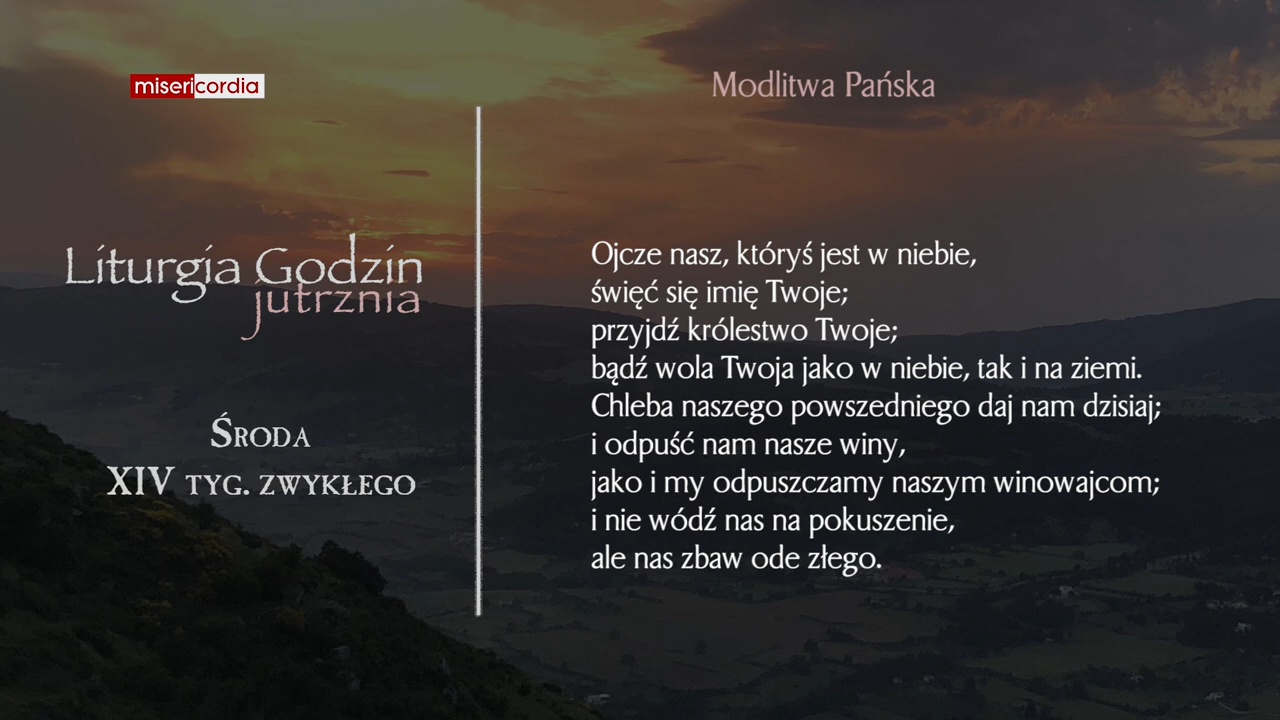 misericordia
Liturgia Godzin
jutrznia
Środa
XIV tyg. zwykłego
Modlitwa Pańska
Ojcze nasz, któryś jest w niebie,
święć się imię Twoje;
przyjdź królestwo Twoje;
bądź wola Twoja jako w niebie, tak i na ziemi.
Chleba naszego powszedniego daj nam dzisiaj;
i odpuść nam nasze winy,
jako i my odpuszczamy naszym winowajcom;
i nie wódź nas na pokuszenie,
ale nas zbaw ode złego.